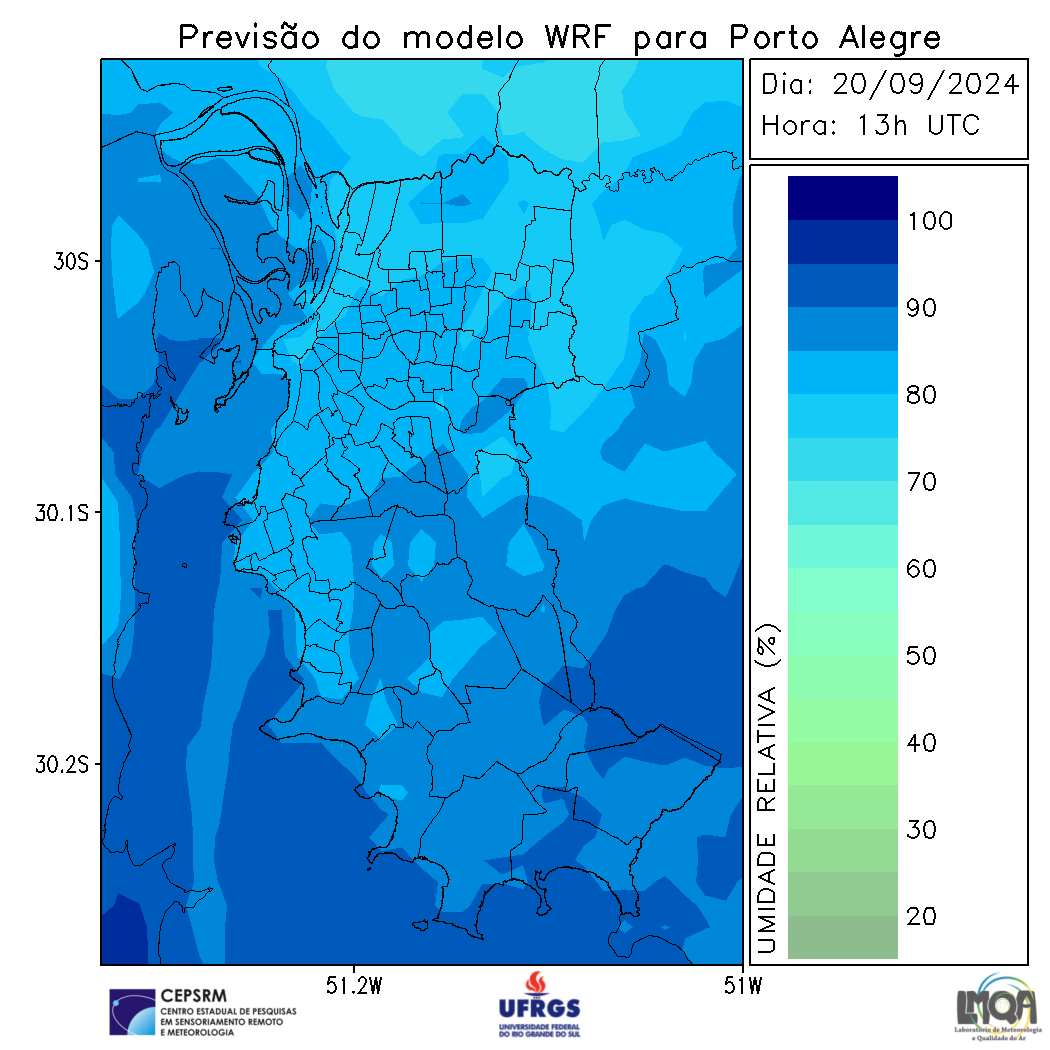 Previsão do modelo WRF para Porto Alegre
Dia: 20/09/2024
Hora: 13h UTC
100
90
80
70
60
50
40
30
20
UMIDADE RELATIVA (%)
30S
30.1S
30.2S
51.2W
51W
CEPSRM
CENTRO ESTADUAL DE PESQUISAS
EM SENSORIAMENTO REMOTO
E METEOROLOGIA
UFRGS
UNIVERSIDADE FEDERAL
DO RIO GRANDE DO SUL
LMQA
Laboratório de Meteorologia
e Qualidade do Ar